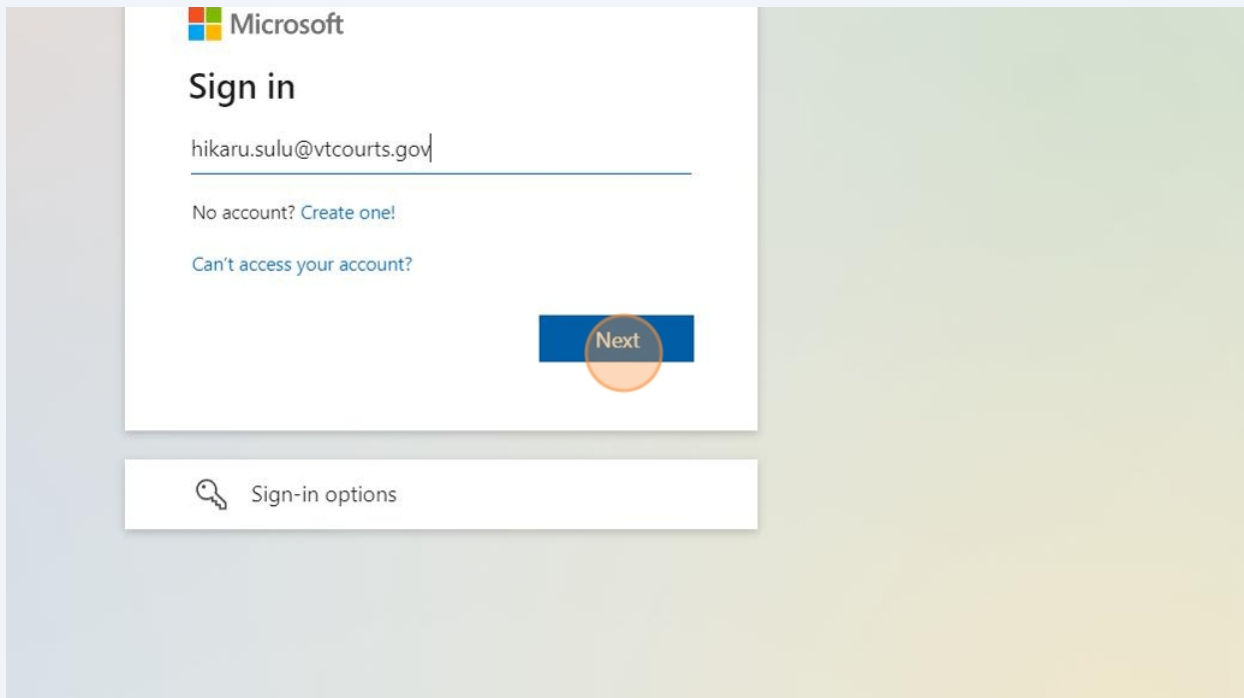 Microsoft
Sign in
hikaru.sulu@vtcourts.gov
No account? Create one!
Can't access your account?
Next
Sign-in options